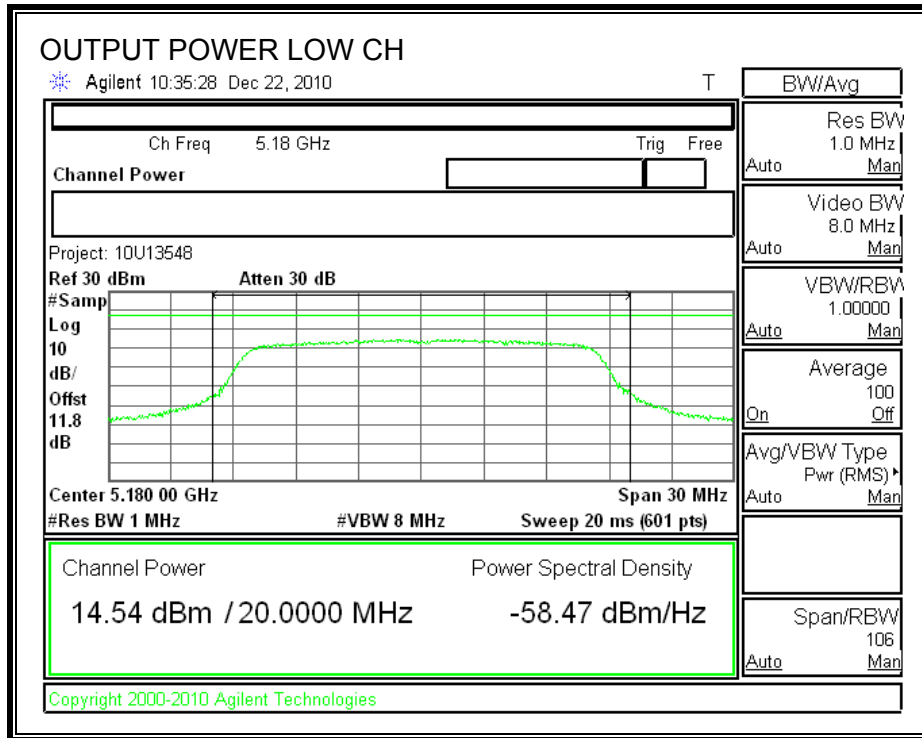 OUTPUT POWER LOW CH
Agilent 10:35:28 Dec 22, 2010 T
Ch Freq 5.18 GHz Trig Free
Channel Power
Project: 10U13548
Ref 30 dBm Atten 30 dB
#Samp
Log
10
dB/
Offst
11.8
dB
Center 5.180 00 GHz Span 30 MHz
#Res BW 1 MHz #VBW 8 MHz Sweep 20 ms (601 pts)
Channel Power Power Spectral Density
14.54 dBm / 20.0000 MHz -58.47 dBm/Hz
Copyright 2000-2010 Agilent Technologies
BW/Avg
Res BW
1.0 MHz
Auto Man
Video BW
8.0 MHz
Auto Man
VBW/RBW
1.00000
Auto Man
Average
100
On Off
Avg/VBW Type
Pwr (RMS)
Auto Man
Span/RBW
106
Auto Man